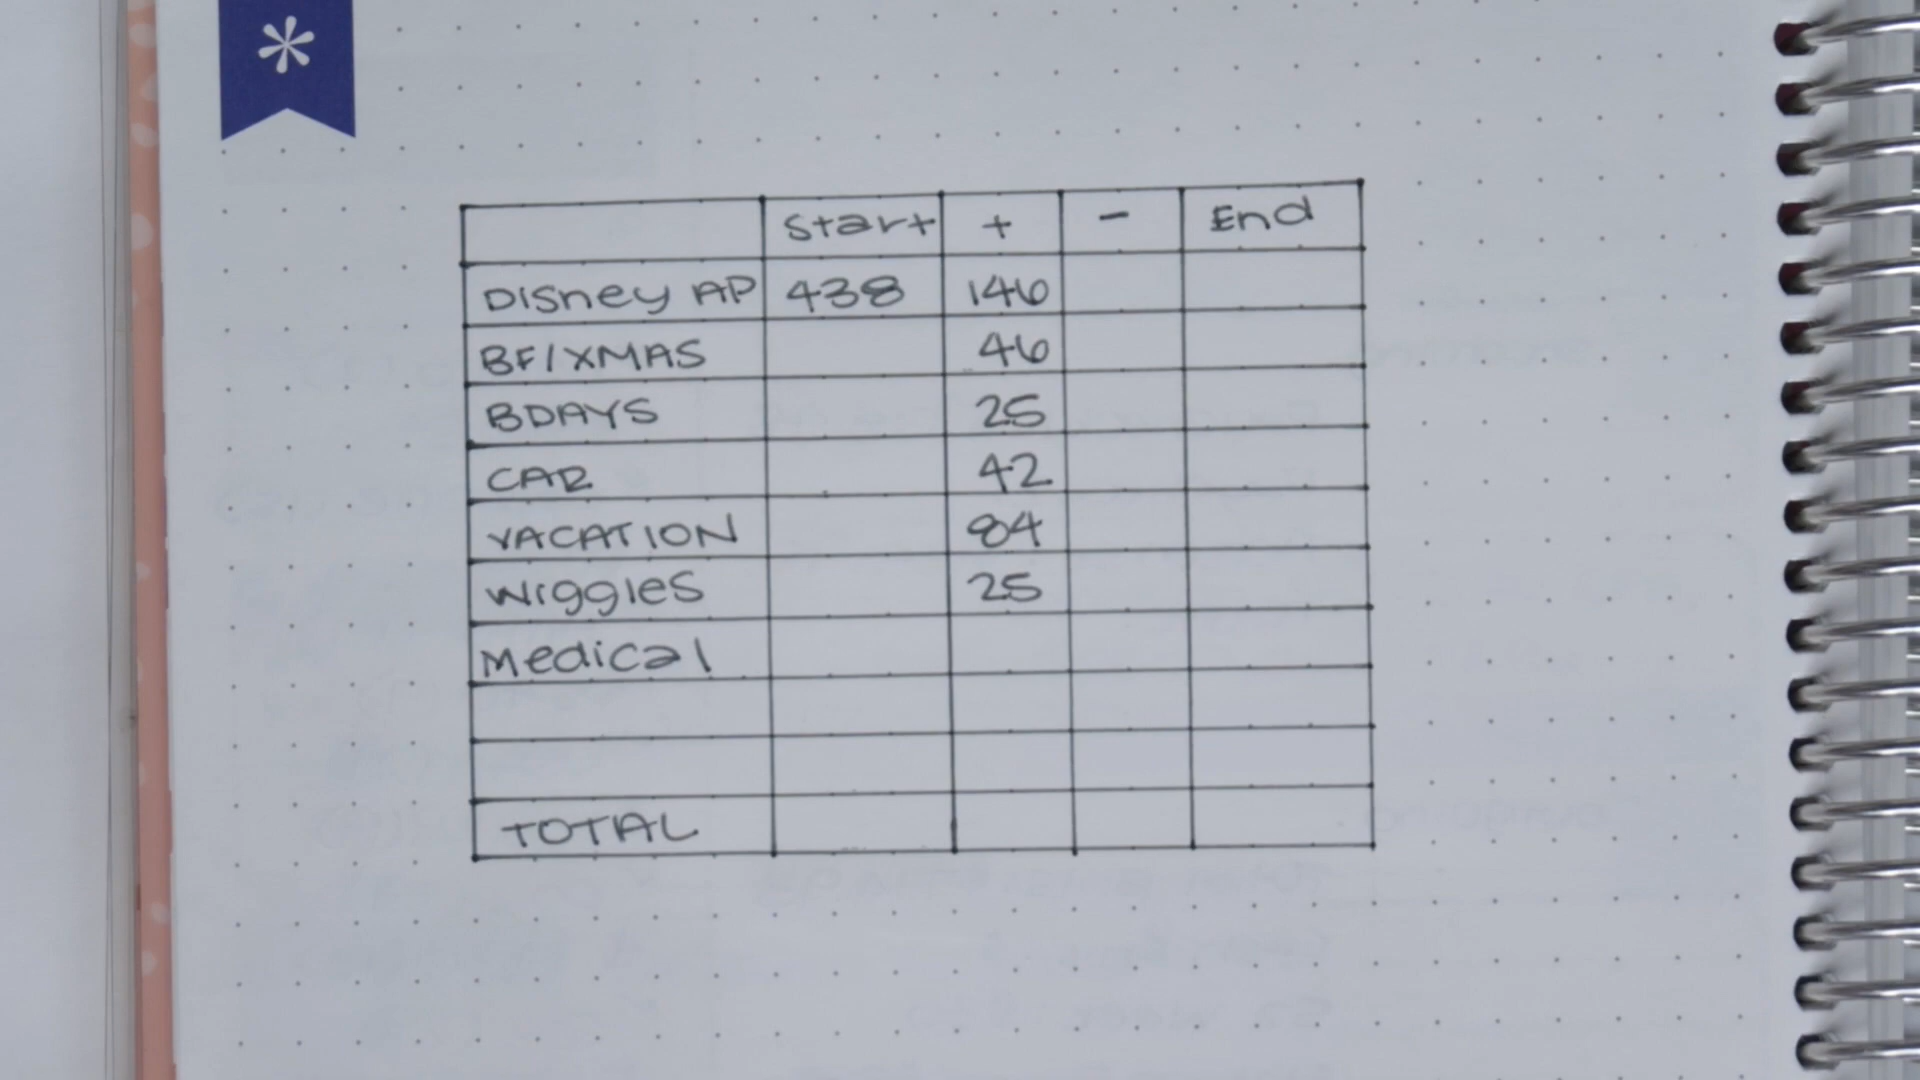 Start + - End
Disney AP 438 146
BF/XMAS 46
BDAYS 25
CAR 42
VACATION 84
Wiggles 25
Medical
TOTAL